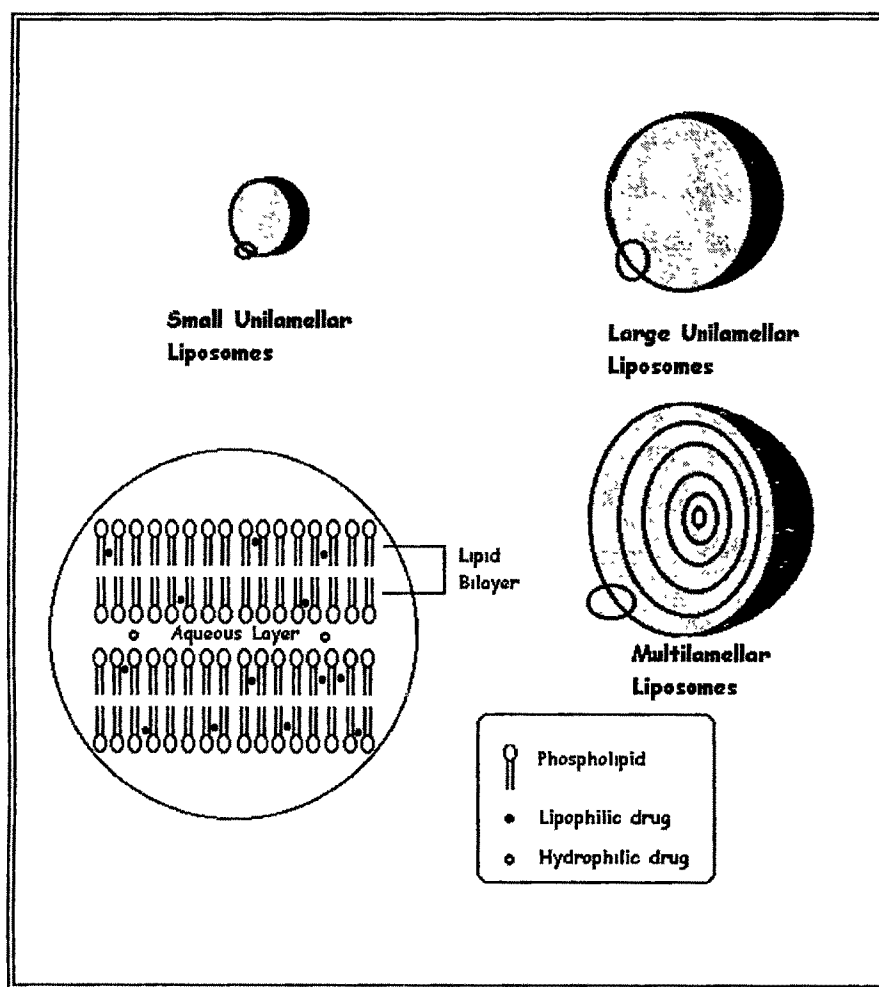 Small Unilamellar
Liposomes
Large Unilamellar
Liposomes
Lipid
Bilayer
Aqueous Layer
Multilamellar
Liposomes
Phospholipid
Lipophilic drug
Hydrophilic drug